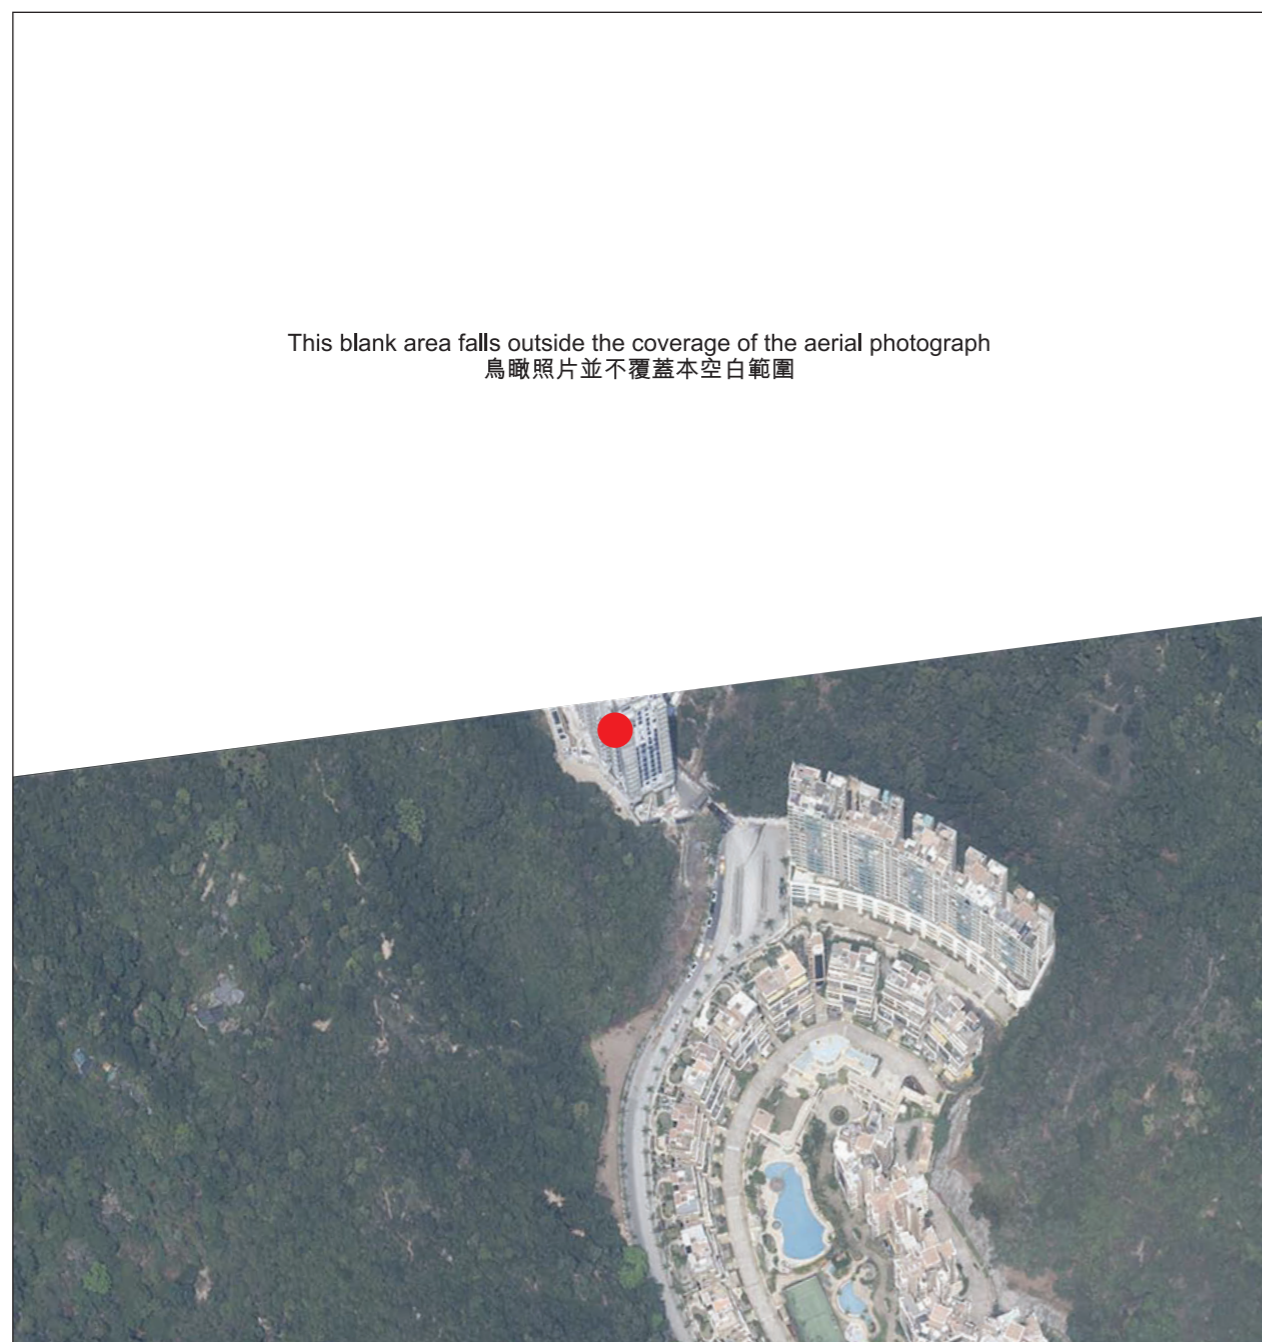 This blank area falls outside the coverage of the aerial photograph
鳥瞰照片並不覆蓋本空白範圍